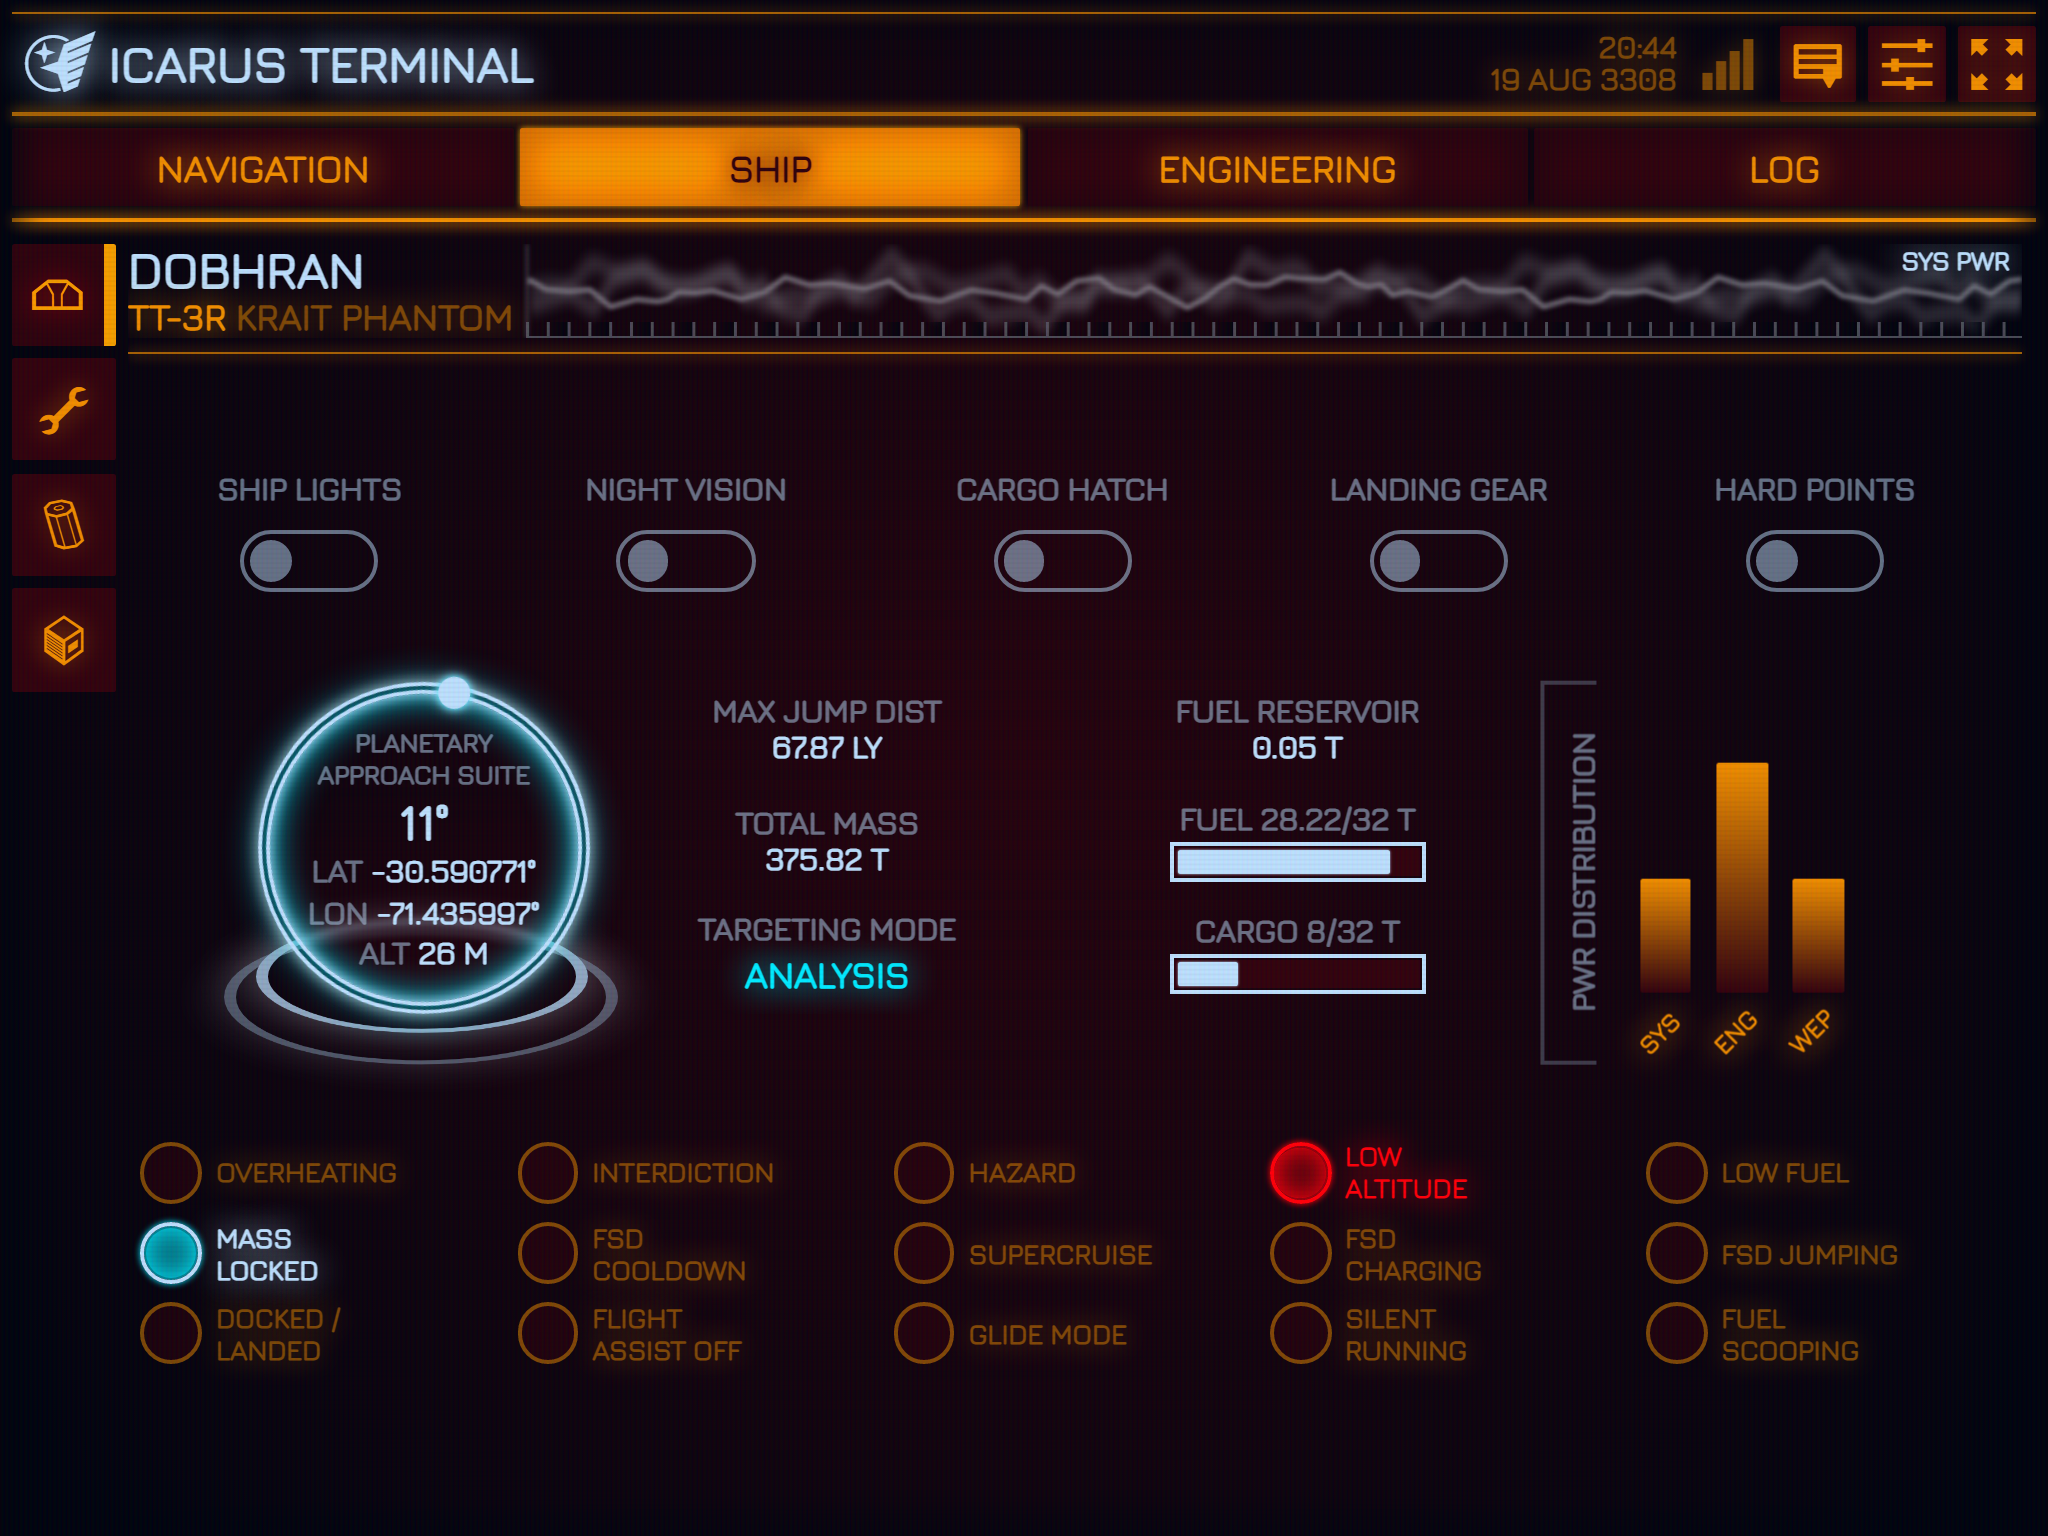 ICARUS TERMINAL
20:44
19 AUG 3308
NAVIGATION
SHIP
ENGINEERING
LOG
DOBHRAN
TT-3R KRAIT PHANTOM
SYS PWR
SHIP LIGHTS
NIGHT VISION
CARGO HATCH
LANDING GEAR
HARD POINTS
PLANETARY
APPROACH SUITE
11°
LAT -30.590771°
LON -71.435997°
ALT 26 M
MAX JUMP DIST
67.87 LY
TOTAL MASS
375.82 T
TARGETING MODE
ANALYSIS
FUEL RESERVOIR
0.05 T
FUEL 28.22/32 T
CARGO 8/32 T
PWR DISTRIBUTION
SYS
ENG
WEP
OVERHEATING
INTERDICTION
HAZARD
LOW
ALTITUDE
LOW FUEL
MASS
LOCKED
FSD
COOLDOWN
SUPERCRUISE
FSD
CHARGING
FSD JUMPING
DOCKED /
LANDED
FLIGHT
ASSIST OFF
GLIDE MODE
SILENT
RUNNING
FUEL
SCOOPING